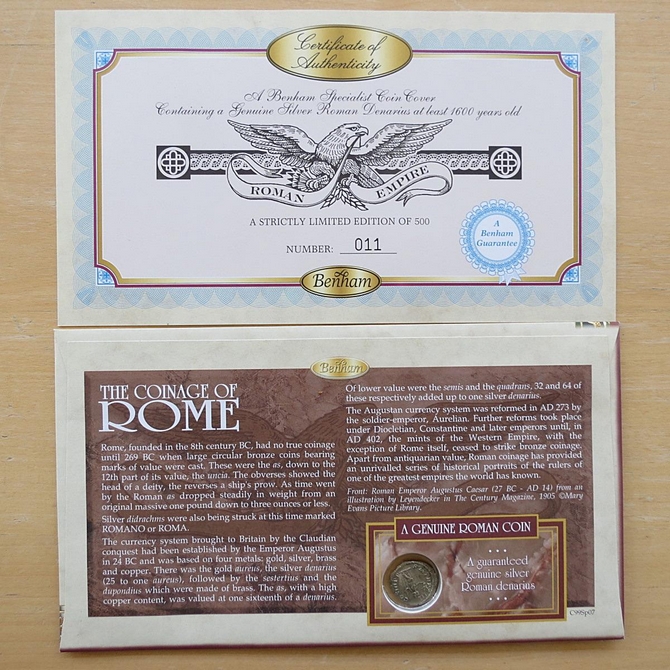 Certificate of
Authenticity
A Benham Specialist Coin Cover
Containing a Genuine Silver Roman Denarius at least 1600 years old
ROMAN EMPIRE
A STRICTLY LIMITED EDITION OF 500
NUMBER: 011
A
Benham
Guarantee
Benham
Benham
THE COINAGE OF
ROME
Rome, founded in the 8th century BC, had no true coinage
until 269 BC when large circular bronze coins bearing
marks of value were cast. These were the as, down to the
12th part of its value, the uncia. The obverses showed the
head of a deity, the reverses a ship's prow. As time went
by the Roman as dropped steadily in weight from an
original massive one pound down to three ounces or less.
Silver didrachms were also being struck at this time marked
ROMANO or ROMA.
The currency system brought to Britain by the Claudian
conquest had been established by the Emperor Augustus
in 24 BC and was based on four metals: gold, silver, brass
and copper. There was the gold aureus, the silver denarius
(25 to one aureus), followed by the sestertius and the
dupondius which were made of brass. The as, with a high
copper content, was valued at one sixteenth of a denarius.
Of lower value were the semis and the quadrans, 32 and 64 of
these respectively added up to one silver denarius.
The Augustan currency system was reformed in AD 273 by
the soldier-emperor, Aurelian. Further reforms took place
under Diocletian, Constantine and later emperors until, in
AD 402, the mints of the Western Empire, with the
exception of Rome itself, ceased to strike bronze coinage.
Apart from antiquarian value, Roman coinage has provided
an unrivalled series of historical portraits of the rulers of
one of the greatest empires the world has known.
Front: Roman Emperor Augustus Caesar (27 BC - AD 14) from an
illustration by Leyendecker in The Century Magazine, 1905 ©Mary
Evans Picture Library.
A GENUINE ROMAN COIN
A guaranteed
genuine silver
Roman denarius
C99Sp07